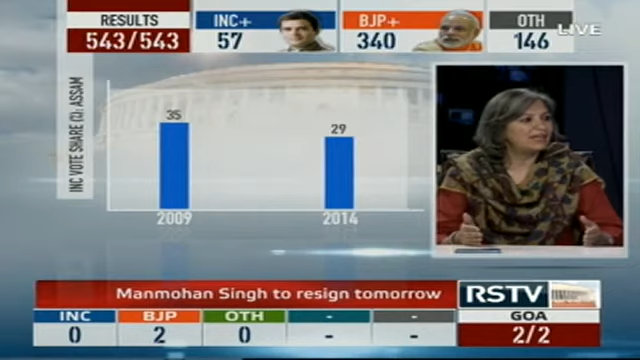 RESULTS
543/543
INC+
57
BJP+
340
OTH
146
LIVE
INC VOTE SHARE (%): ASSAM
35
29
2009
2014
Manmohan Singh to resign tomorrow
RSTV
INC BJP OTH - - GOA
0 2 0 - - 2/2